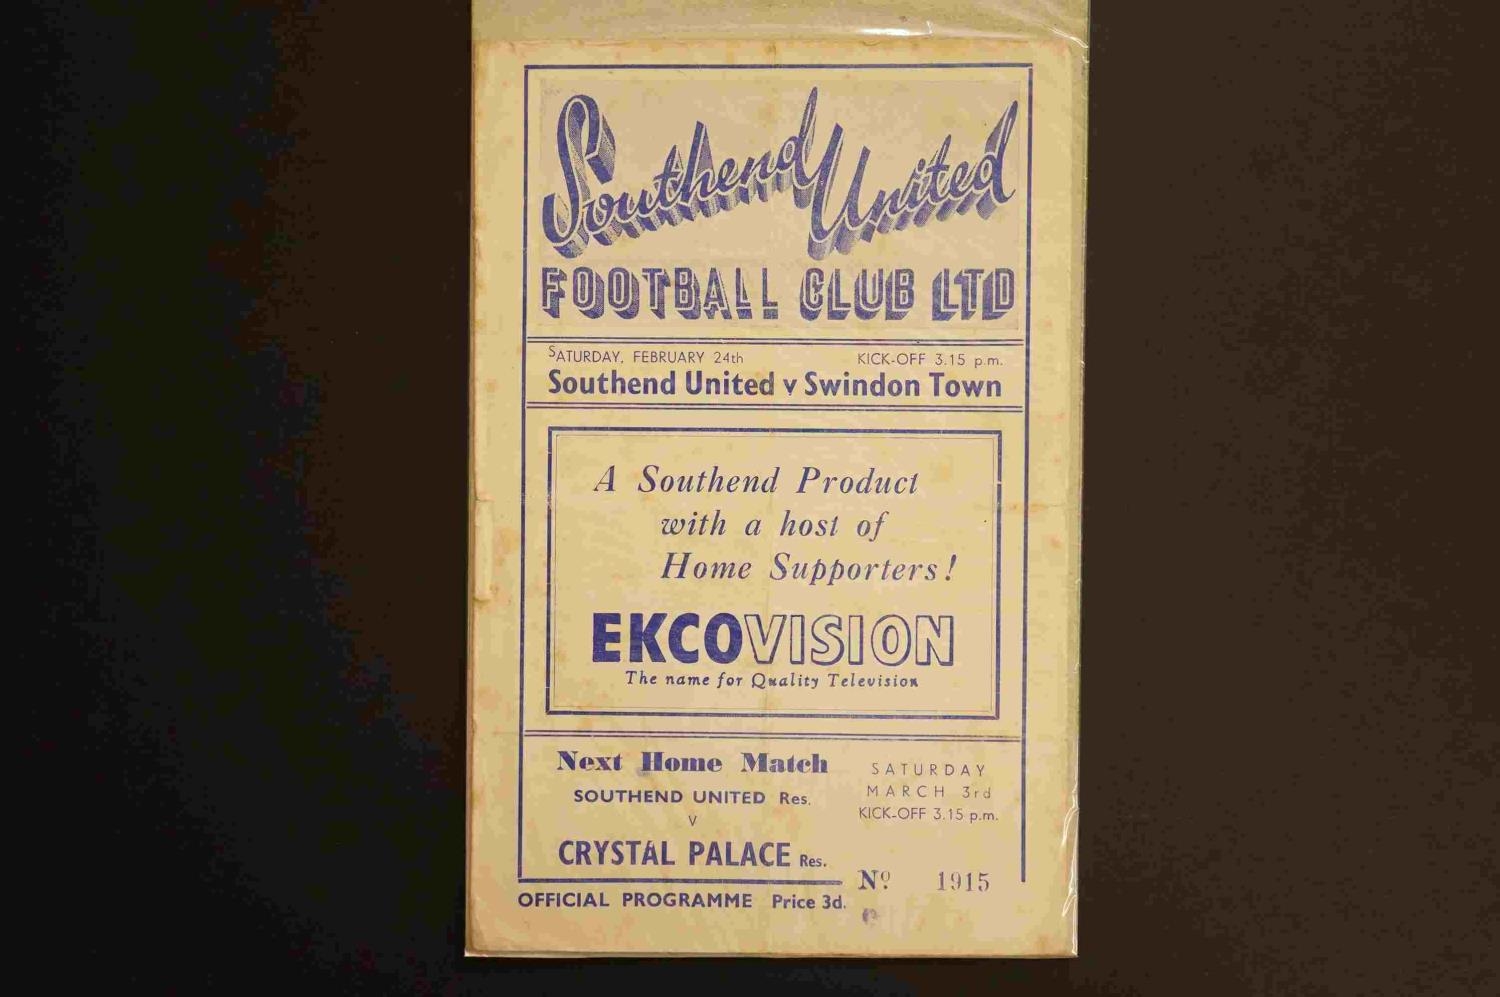 Southend United
FOOTBALL CLUB LTD
SATURDAY, FEBRUARY 24th KICK-OFF 3.15 p.m.
Southend United v Swindon Town
A Southend Product
with a host of
Home Supporters!
EKCOVISION
The name for Quality Television
Next Home Match
SOUTHEND UNITED Res.
v
CRYSTAL PALACE Res.
SATURDAY
MARCH 3rd
KICK-OFF 3.15 p.m.
Nº 1915
OFFICIAL PROGRAMME Price 3d.